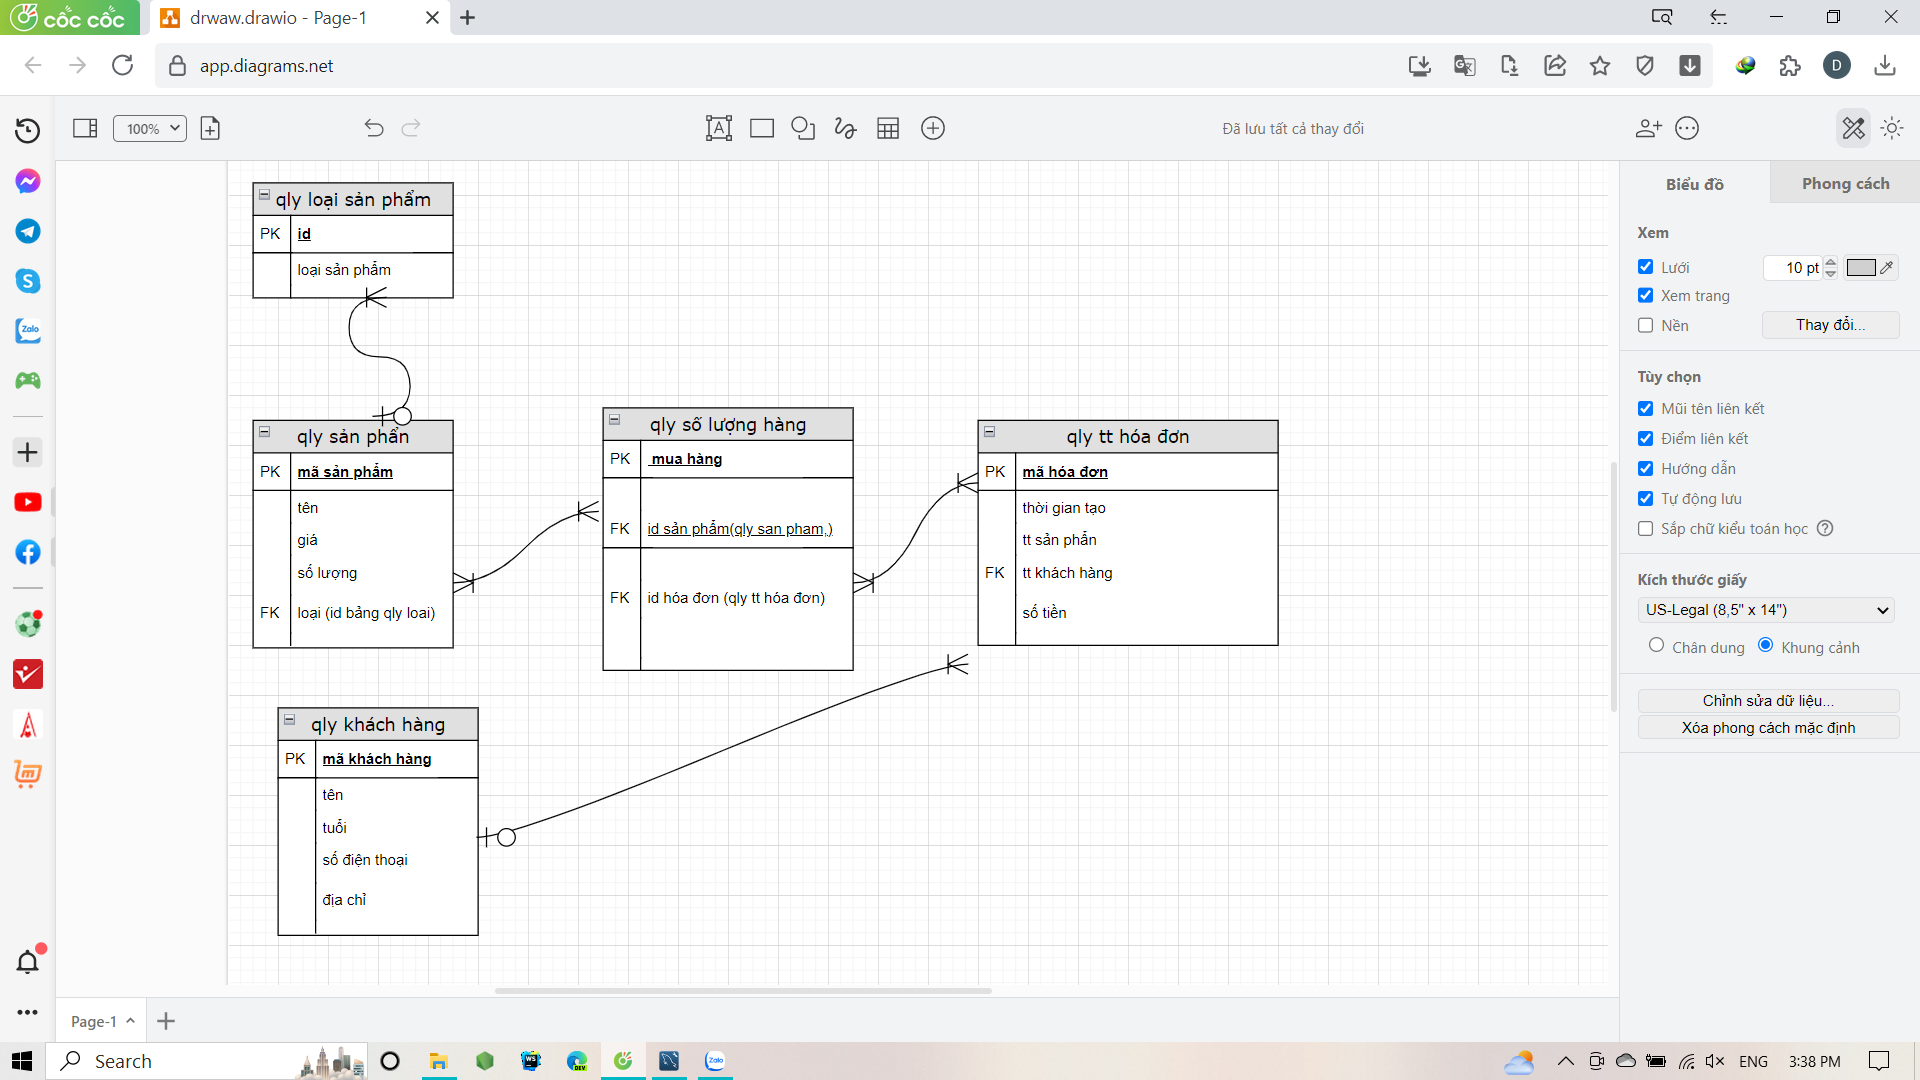 cốc cốc
drwaw.drawio - Page-1
app.diagrams.net
D
100%
Đã lưu tất cả thay đổi
qly loại sản phẩm
PK id
loại sản phẩm
qly sản phẩn
PK mã sản phẩm
tên
giá
số lượng
FK loại (id bảng qly loai)
qly số lượng hàng
PK mua hàng
FK id sản phẩm(qly san pham,)
FK id hóa đơn (qly tt hóa đơn)
qly tt hóa đơn
PK mã hóa đơn
thời gian tạo
tt sản phẩn
FK tt khách hàng
số tiền
qly khách hàng
PK mã khách hàng
tên
tuổi
số điện thoại
địa chỉ
Biểu đồ
Phong cách
Xem
Lưới 10 pt
Xem trang
Nền Thay đổi...
Tùy chọn
Mũi tên liên kết
Điểm liên kết
Hướng dẫn
Tự động lưu
Sắp chữ kiểu toán học
Kích thước giấy
US-Legal (8,5" x 14")
Chân dung Khung cảnh
Chỉnh sửa dữ liệu...
Xóa phong cách mặc định
Zalo
Page-1
Search
WS
DEV
Zalo
ENG
3:38 PM